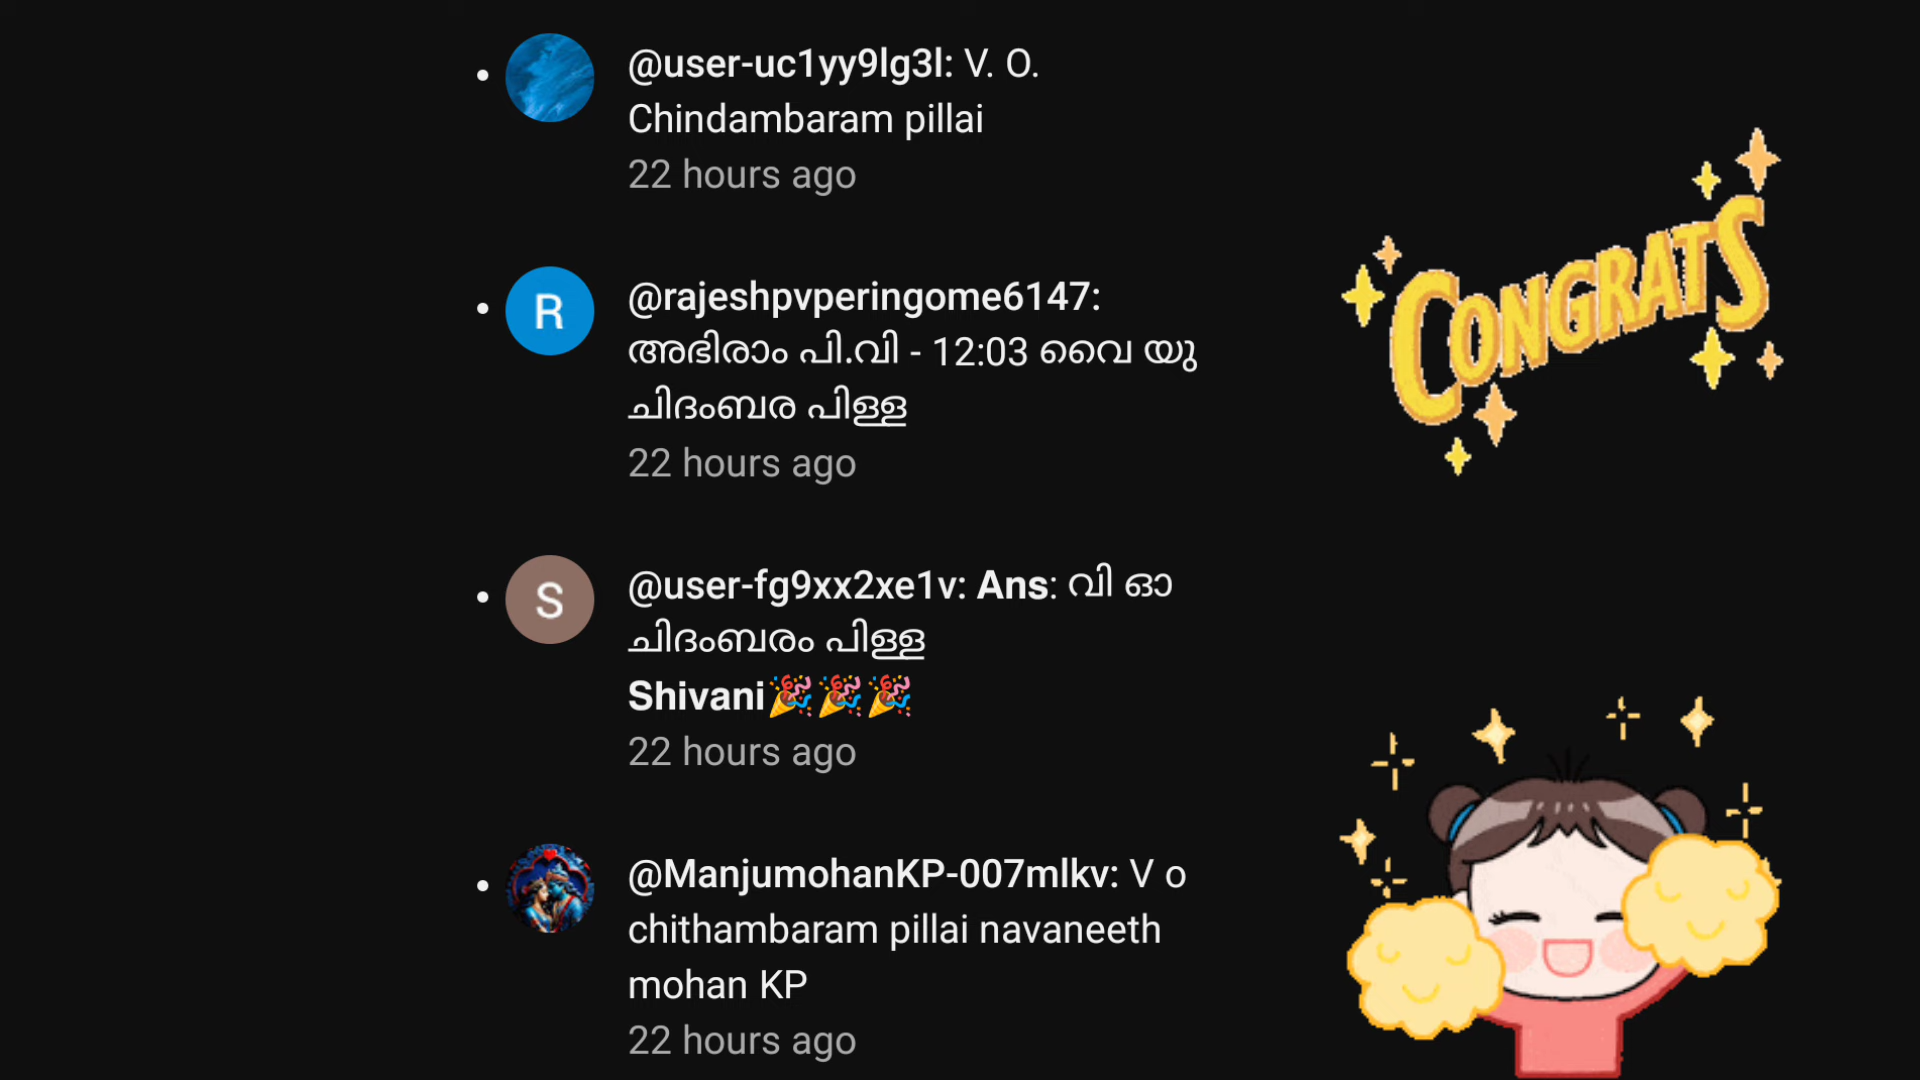 @user-uc1yy9lg3l: V. O.
Chindambaram pillai
22 hours ago
CONGRATS
R
@rajeshpvperingome6147:
അഭിരാം പി.വി - 12:03 വൈ യു
ചിദംബര പിള്ള
22 hours ago
S
@user-fg9xx2xe1v: Ans: വി ഓ
ചിദംബരം പിള്ള
Shivani🎉🎉🎉
22 hours ago
@ManjumohanKP-007mlkv: V o
chithambaram pillai navaneeth
mohan KP
22 hours ago